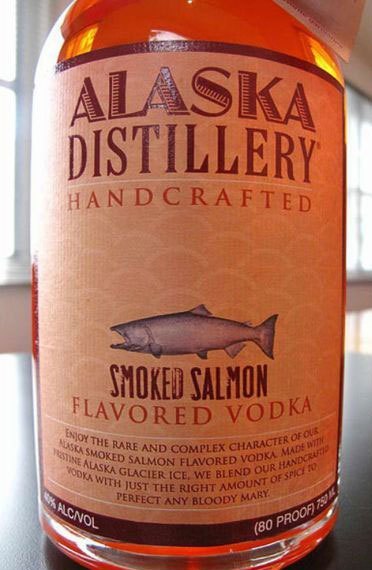 ALASKA
DISTILLERY®
HANDCRAFTED
SMOKED SALMON
FLAVORED VODKA
ENJOY THE RARE AND COMPLEX CHARACTER OF OUR
ALASKA SMOKED SALMON FLAVORED VODKA. MADE WITH
PRISTINE ALASKA GLACIER ICE, WE BLEND OUR HANDCRAFTED
VODKA WITH JUST THE RIGHT AMOUNT OF SPICE TO
PERFECT ANY BLOODY MARY.
40% ALC/VOL
(80 PROOF) 750 ML